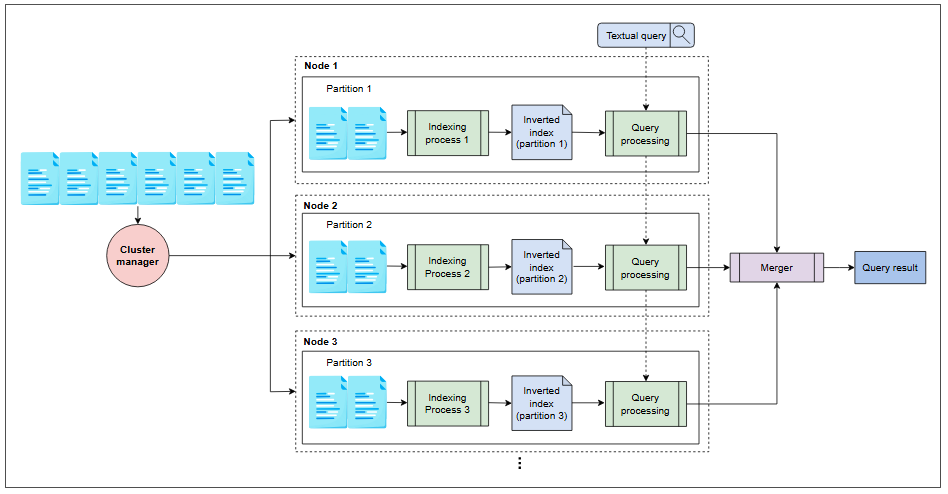 Textual query
Node 1
Partition 1
Indexing
process 1
Inverted
index
(partition 1)
Query
processing
Cluster
manager
Node 2
Partition 2
Indexing
Process 2
Inverted
index
(partition 2)
Query
processing
Merger
Query result
Node 3
Partition 3
Indexing
Process 3
Inverted
index
(partition 3)
Query
processing